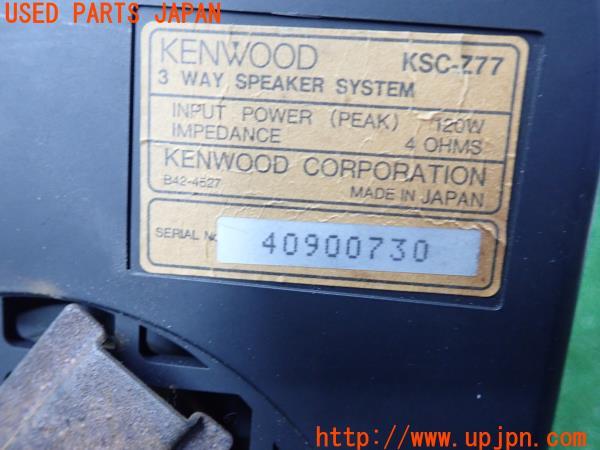 USED PARTS JAPAN
KENWOOD KSC-Z77
3 WAY SPEAKER SYSTEM
INPUT POWER (PEAK) 120W
IMPEDANCE 4 OHMS
KENWOOD CORPORATION
B42-4527 MADE IN JAPAN
SERIAL No 40900730
http://www.upjpn.com/